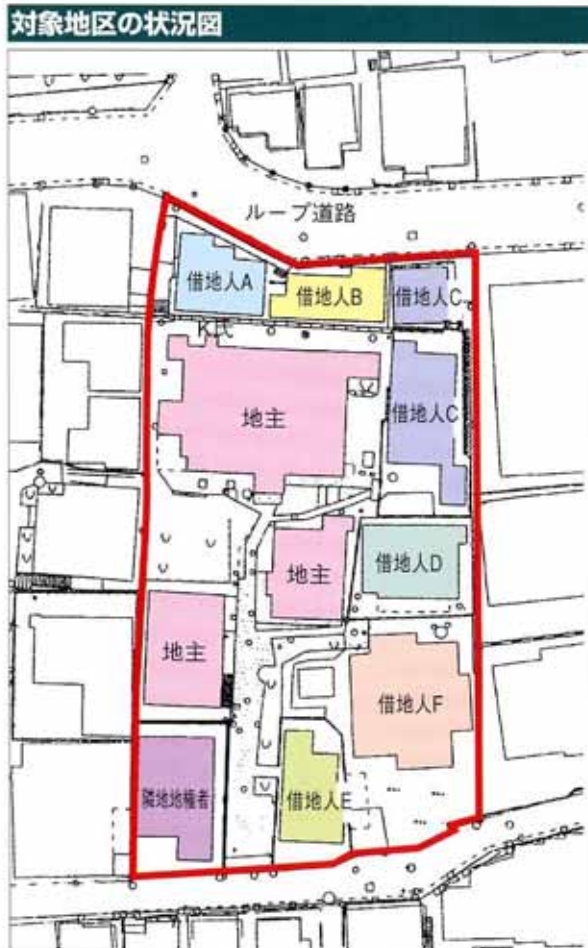 対象地区の状況図
ループ道路
借地人A
借地人B
借地人C
K氏
地主
借地人C
地主
借地人D
地主
借地人F
隣地地権者
借地人E